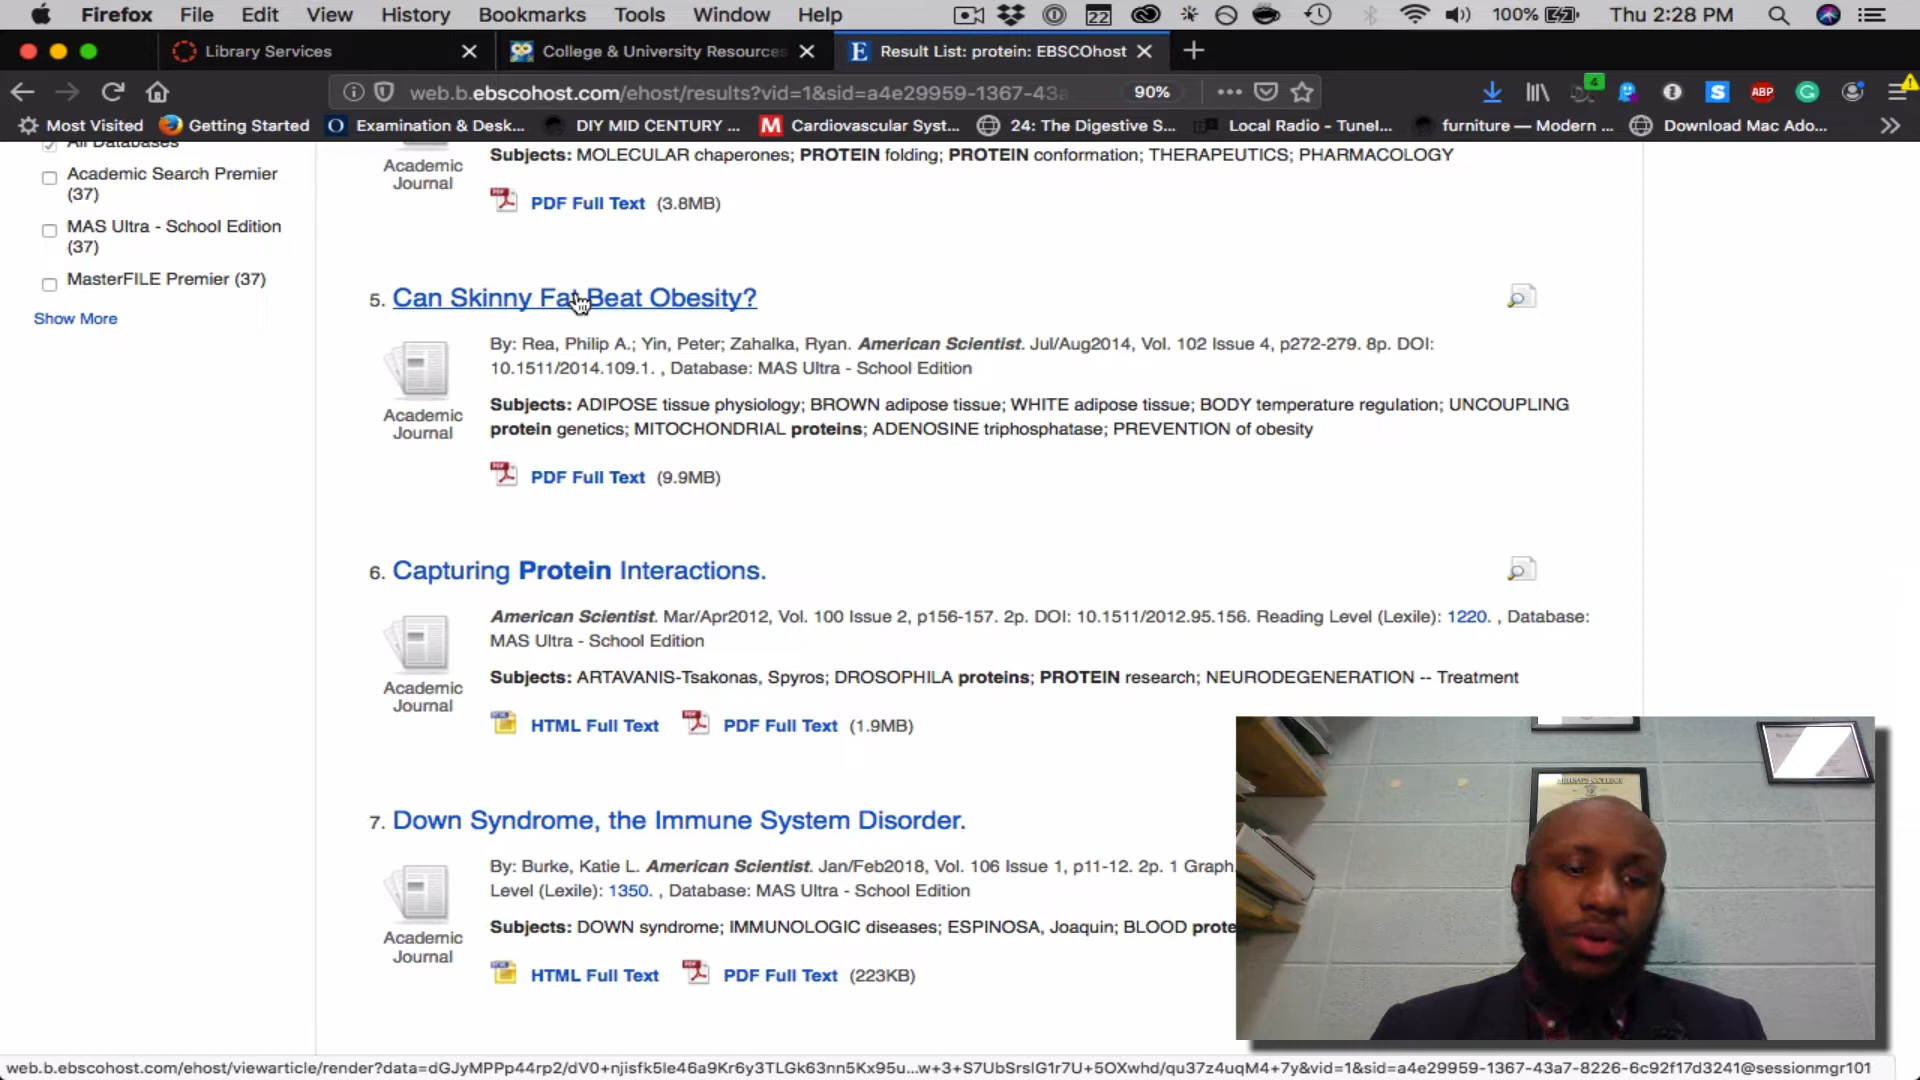 Firefox File Edit View History Bookmarks Tools Window Help 22 100% Thu 2:28 PM
Library Services College & University Resources E Result List: protein: EBSCOhost
web.b.ebscohost.com/ehost/results?vid=1&sid=a4e29959-1367-43a 90% 4 S ABP G
Most Visited Getting Started O Examination & Desk... DIY MID CENTURY ... M Cardiovascular Syst... 24: The Digestive S... Local Radio - Tunel... furniture — Modern ... Download Mac Ado...
All Databases
Academic Search Premier
(37)
MAS Ultra - School Edition
(37)
MasterFILE Premier (37)
Show More
Academic
Journal
Subjects: MOLECULAR chaperones; PROTEIN folding; PROTEIN conformation; THERAPEUTICS; PHARMACOLOGY
PDF Full Text (3.8MB)
5. Can Skinny Fat Beat Obesity?
Academic
Journal
By: Rea, Philip A.; Yin, Peter; Zahalka, Ryan. American Scientist. Jul/Aug2014, Vol. 102 Issue 4, p272-279. 8p. DOI:
10.1511/2014.109.1. , Database: MAS Ultra - School Edition
Subjects: ADIPOSE tissue physiology; BROWN adipose tissue; WHITE adipose tissue; BODY temperature regulation; UNCOUPLING
protein genetics; MITOCHONDRIAL proteins; ADENOSINE triphosphatase; PREVENTION of obesity
PDF Full Text (9.9MB)
6. Capturing Protein Interactions.
Academic
Journal
American Scientist. Mar/Apr2012, Vol. 100 Issue 2, p156-157. 2p. DOI: 10.1511/2012.95.156. Reading Level (Lexile): 1220. , Database:
MAS Ultra - School Edition
Subjects: ARTAVANIS-Tsakonas, Spyros; DROSOPHILA proteins; PROTEIN research; NEURODEGENERATION -- Treatment
HTML Full Text PDF Full Text (1.9MB)
7. Down Syndrome, the Immune System Disorder.
Academic
Journal
By: Burke, Katie L. American Scientist. Jan/Feb2018, Vol. 106 Issue 1, p11-12. 2p. 1 Graph.
Level (Lexile): 1350. , Database: MAS Ultra - School Edition
Subjects: DOWN syndrome; IMMUNOLOGIC diseases; ESPINOSA, Joaquin; BLOOD prote
HTML Full Text PDF Full Text (223KB)
MILLSAPS COLLEGE
web.b.ebscohost.com/ehost/viewarticle/render?data=dGJyMPPp44rp2/dV0+njisfk5Ie46a9Kr6y3TLGk63nn5Kx95u...w+3+S7UbSrslG1r7U+5OXwhd/qu37z4uqM4+7y&vid=1&sid=a4e29959-1367-43a7-8226-6c92f17d3241@sessionmgr101